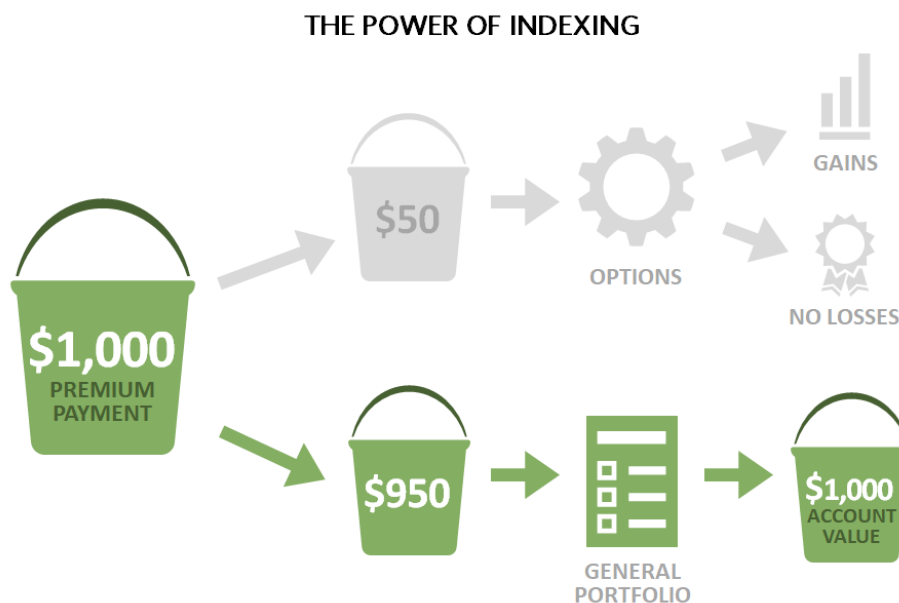 THE POWER OF INDEXING
$50
GAINS
OPTIONS
NO LOSSES
$1,000
PREMIUM
PAYMENT
$950
$1,000
ACCOUNT
VALUE
GENERAL
PORTFOLIO